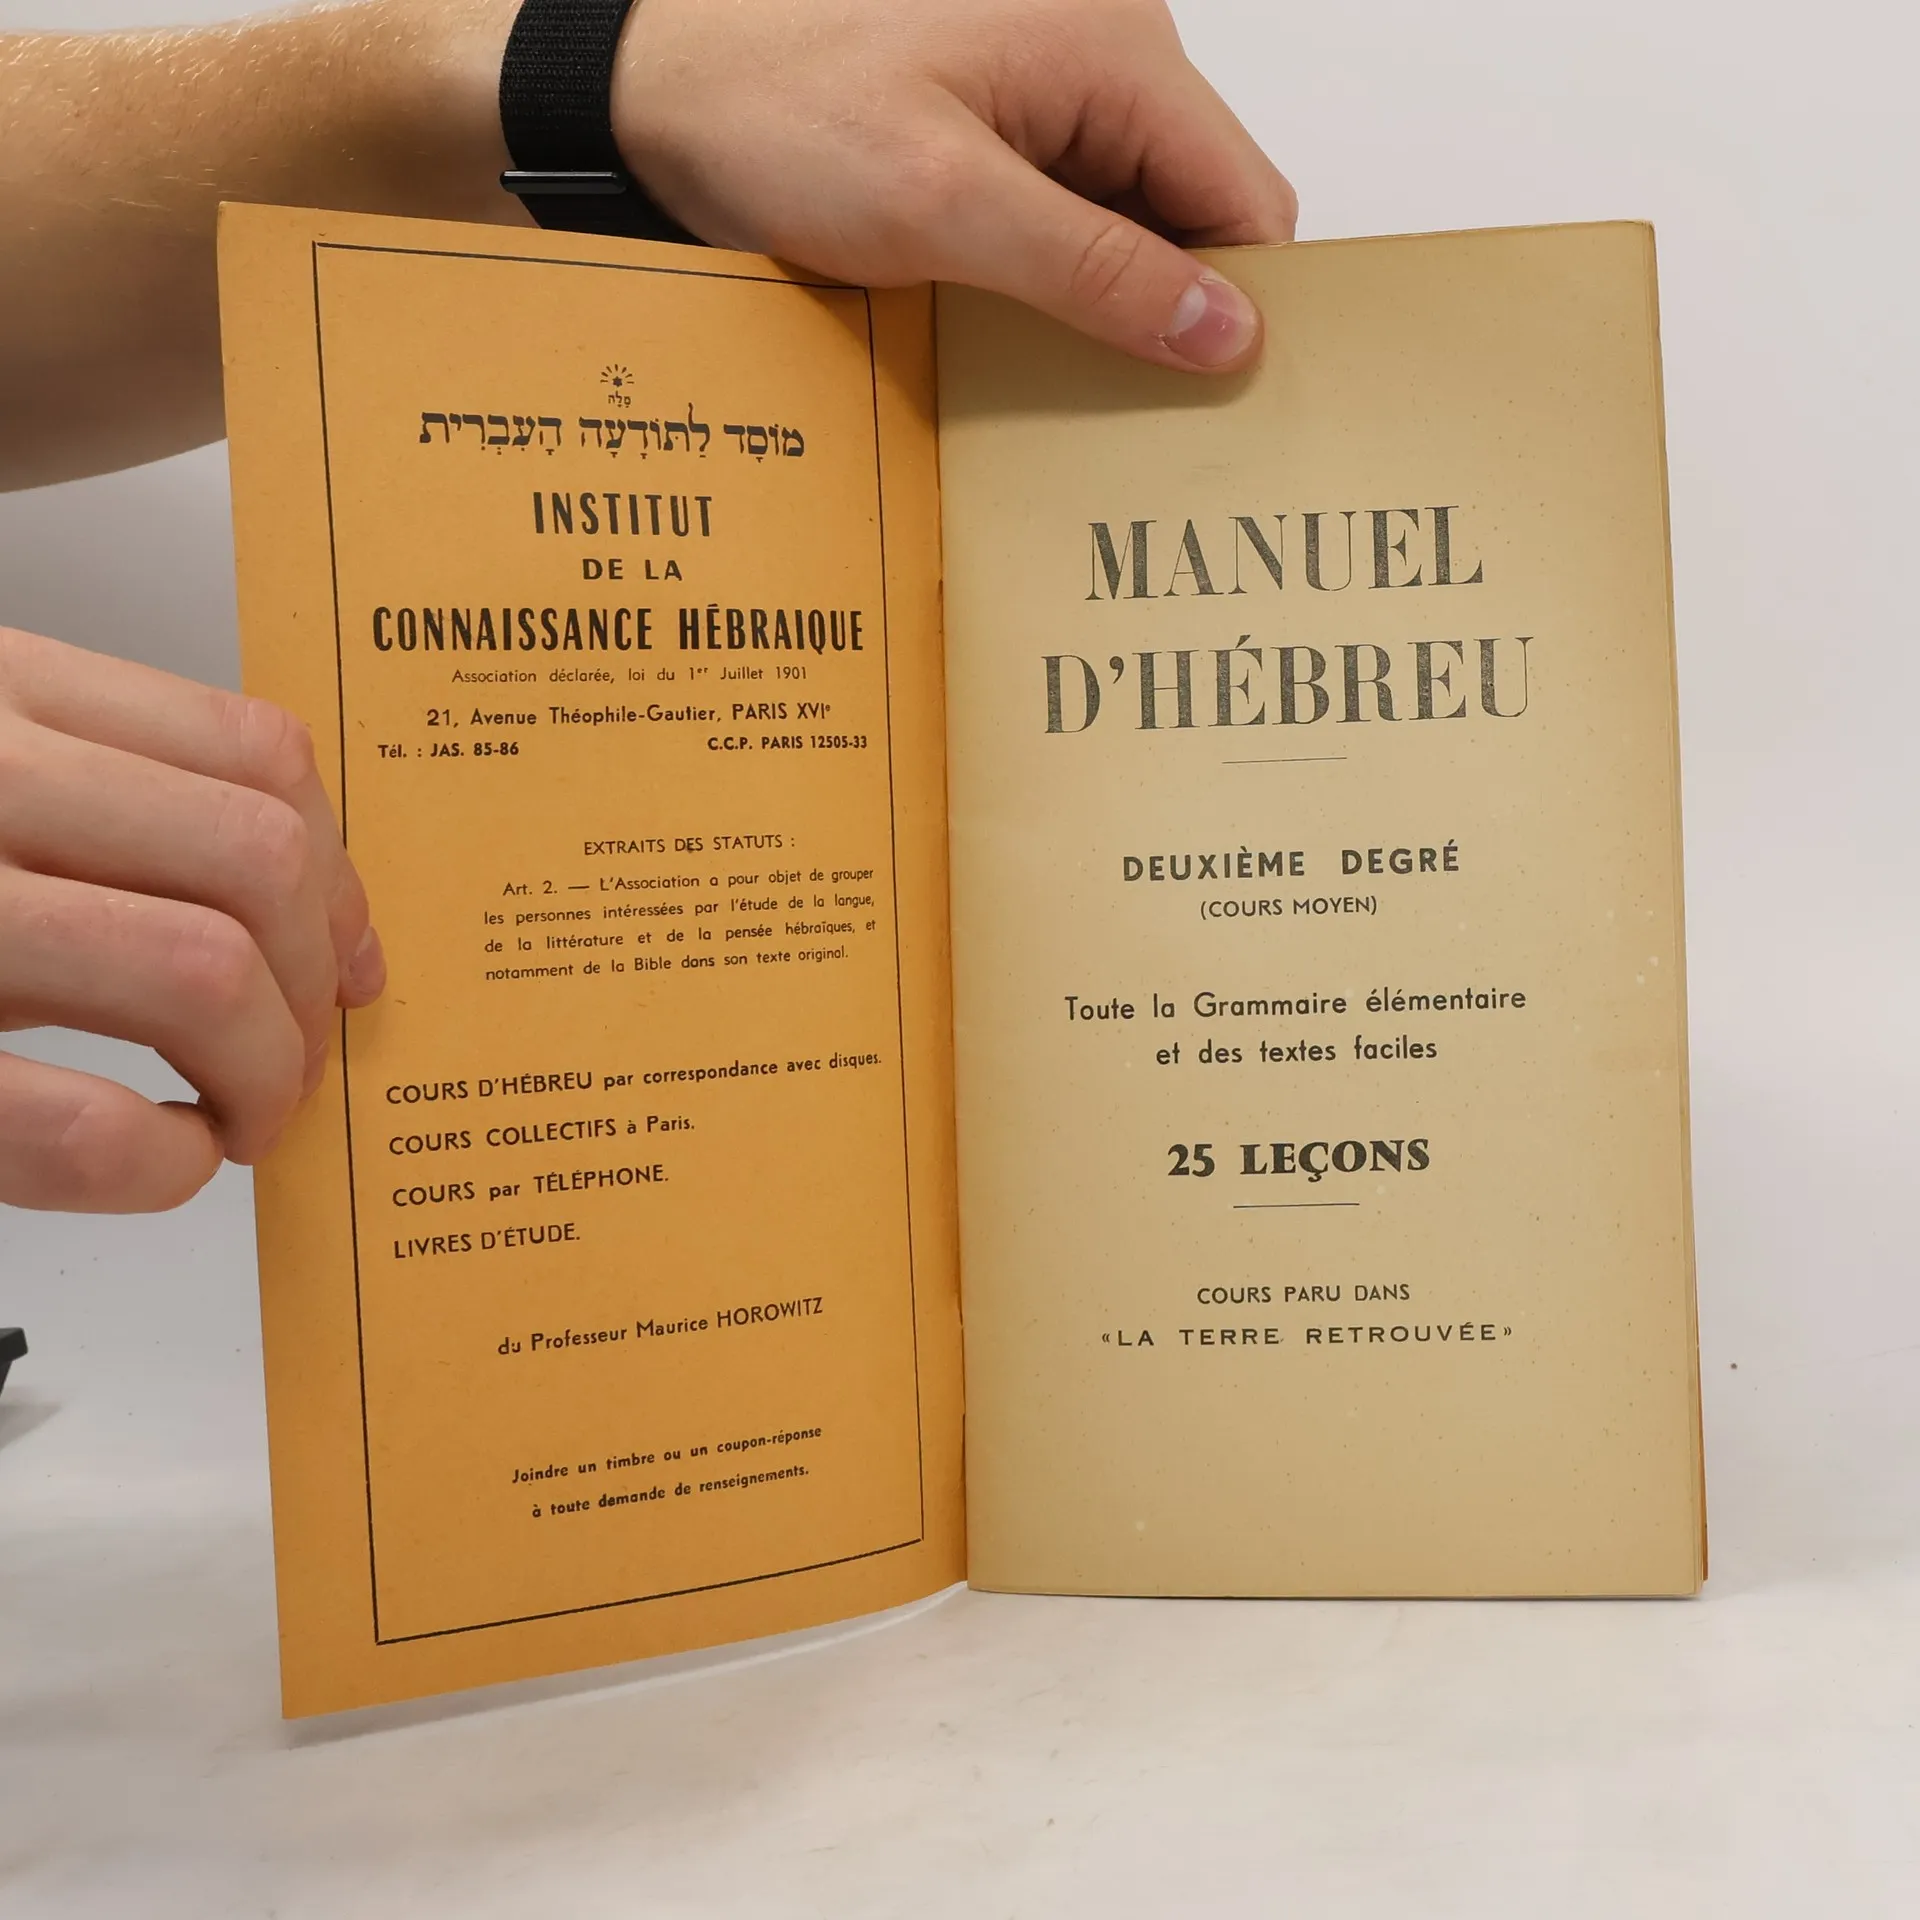 פלה
מוֹסָד לַתּוֹדָעָה הָעִבְרִית
INSTITUT
DE LA
CONNAISSANCE HÉBRAIQUE
Association déclarée, loi du 1er Juillet 1901
21, Avenue Théophile-Gautier, PARIS XVIe
Tél. : JAS. 85-86 C.C.P. PARIS 12505-33
EXTRAITS DES STATUTS :
Art. 2. — L'Association a pour objet de grouper
les personnes intéressées par l'étude de la langue,
de la littérature et de la pensée hébraïques, et
notamment de la Bible dans son texte original.
COURS D'HÉBREU par correspondance avec disques.
COURS COLLECTIFS à Paris.
COURS par TÉLÉPHONE.
LIVRES D'ÉTUDE.
du Professeur Maurice HOROWITZ
Joindre un timbre ou un coupon-réponse
à toute demande de renseignements.
MANUEL
D'HÉBREU
DEUXIÈME DEGRÉ
(COURS MOYEN)
Toute la Grammaire élémentaire
et des textes faciles
25 LEÇONS
COURS PARU DANS
«LA TERRE RETROUVÉE»